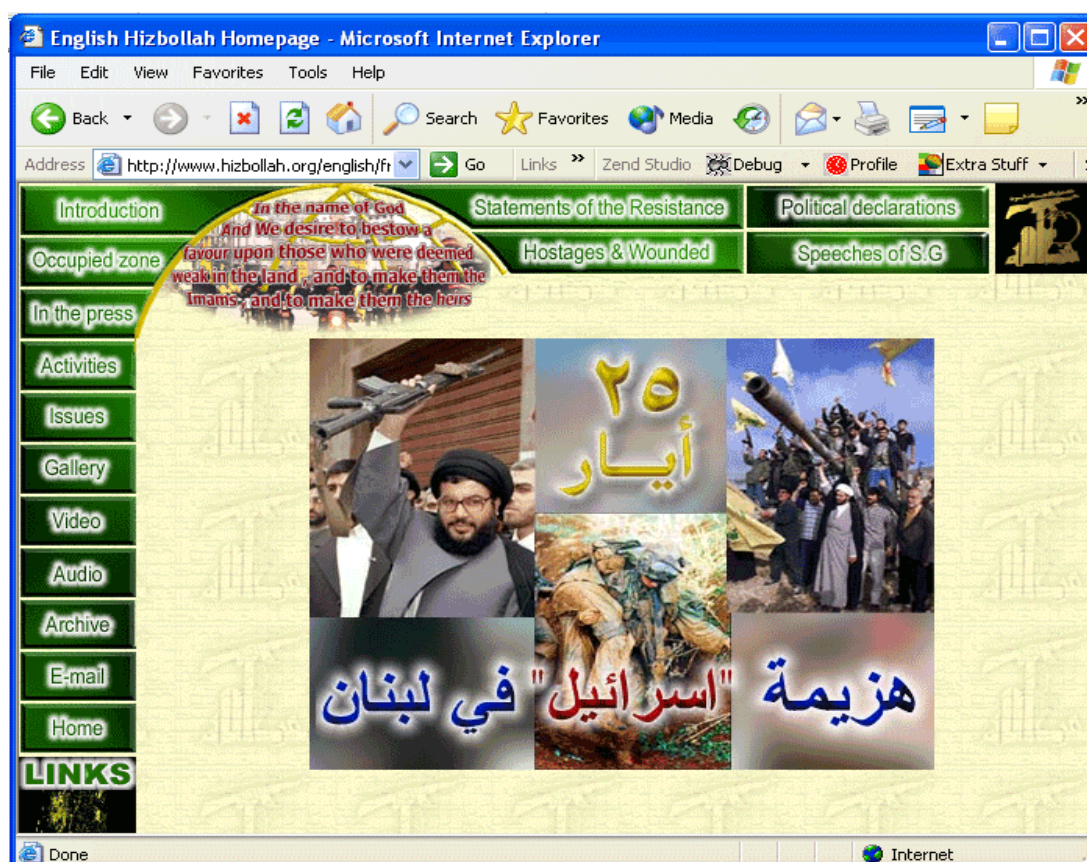 English Hizbollah Homepage - Microsoft Internet Explorer
File Edit View Favorites Tools Help
Back Search Favorites Media
Address http://www.hizbollah.org/english/fr Go Links » Zend Studio Debug Profile Extra Stuff
Introduction
Statements of the Resistance
Political declarations
Occupied zone
Hostages & Wounded
Speeches of S.G
In the name of God
And We desire to bestow a
favour upon those who were deemed
weak in the land , and to make them the
Imams , and to make them the heirs
In the press
Activities
Issues
Gallery
Video
Audio
Archive
E-mail
Home
LINKS
٢٥
أيار
هزيمة "اسرائيل" في لبنان
Done Internet